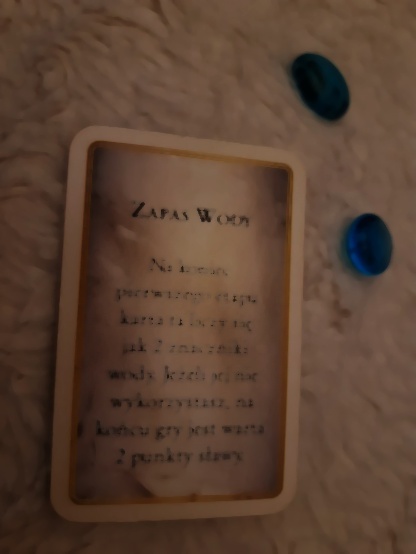 ZAPAS WODY
Na koniec
pierwszego etapu
karta ta liczy się
jak 2 znaczniki
wody. Jeżeli jej nie
wykorzystasz, na
końcu gry jest warta
2 punkty sławy.